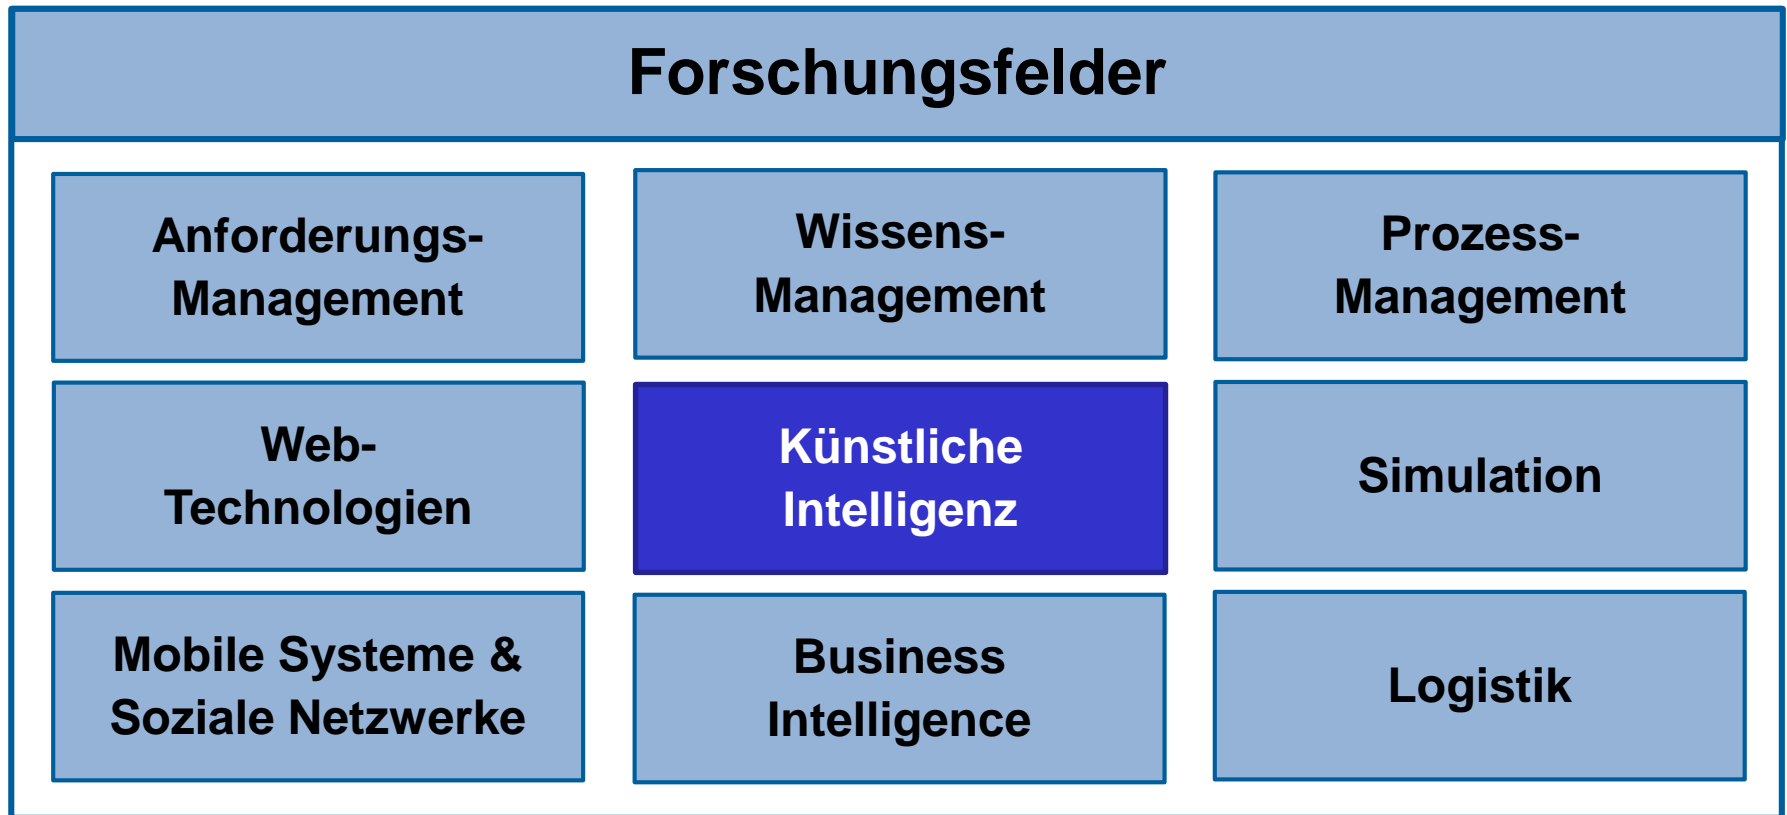 Forschungsfelder
Anforderungs-
Management
Wissens-
Management
Prozess-
Management
Web-
Technologien
Künstliche
Intelligenz
Simulation
Mobile Systeme &
Soziale Netzwerke
Business
Intelligence
Logistik